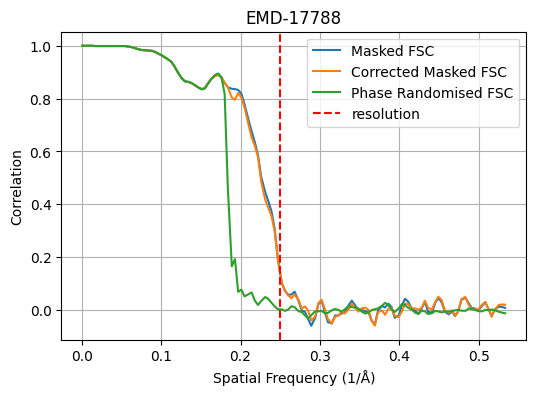 EMD-17788
Masked FSC
Corrected Masked FSC
Phase Randomised FSC
resolution
Correlation
1.0
0.8
0.6
0.4
0.2
0.0
0.0 0.1 0.2 0.3 0.4 0.5
Spatial Frequency (1/Å)